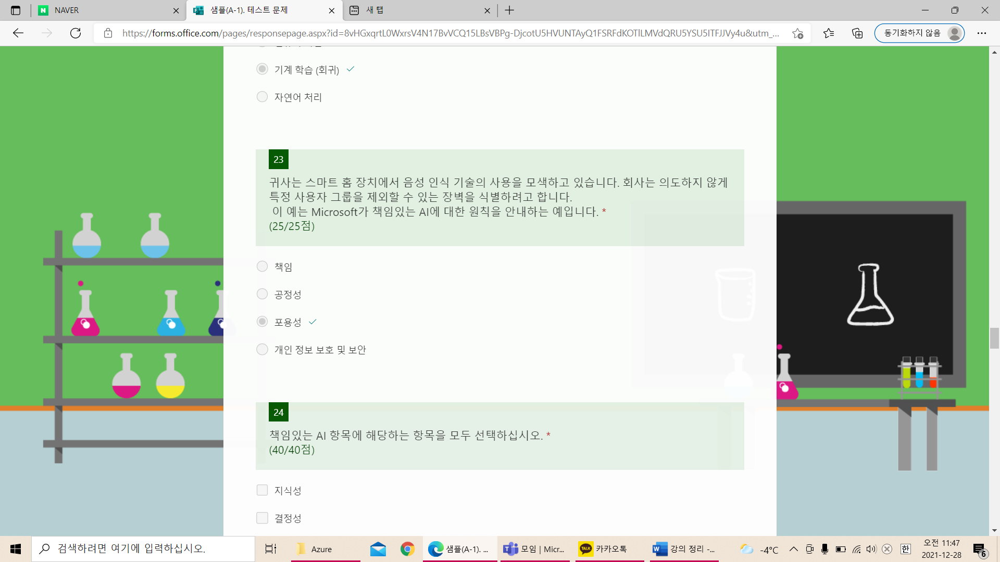 NAVER
샘플(A-1). 테스트 문제
새 탭
https://forms.office.com/pages/responsepage.aspx?id=8vHGxqrtL0WxrsV4N17BvVCQ15LBsVBPg-DjcotU5HVUNTAyQ1FSRFdKOTlLMVdQRU5YSU5ITFJJVy4u&utm_...
동기화하지 않음
기계 학습 (회귀)
자연어 처리
23
귀사는 스마트 홈 장치에서 음성 인식 기술의 사용을 모색하고 있습니다. 회사는 의도하지 않게
특정 사용자 그룹을 제외할 수 있는 장벽을 식별하려고 합니다.
이 예는 Microsoft가 책임있는 AI에 대한 원칙을 안내하는 예입니다. *
(25/25점)
책임
공정성
포용성
개인 정보 보호 및 보안
24
책임있는 AI 항목에 해당하는 항목을 모두 선택하십시오. *
(40/40점)
지식성
결정성
검색하려면 여기에 입력하십시오.
Azure
샘플(A-1). ...
모임 | Micr...
TALK
카카오톡
강의 정리 -...
-4°C
한
오전 11:47
2021-12-28
6